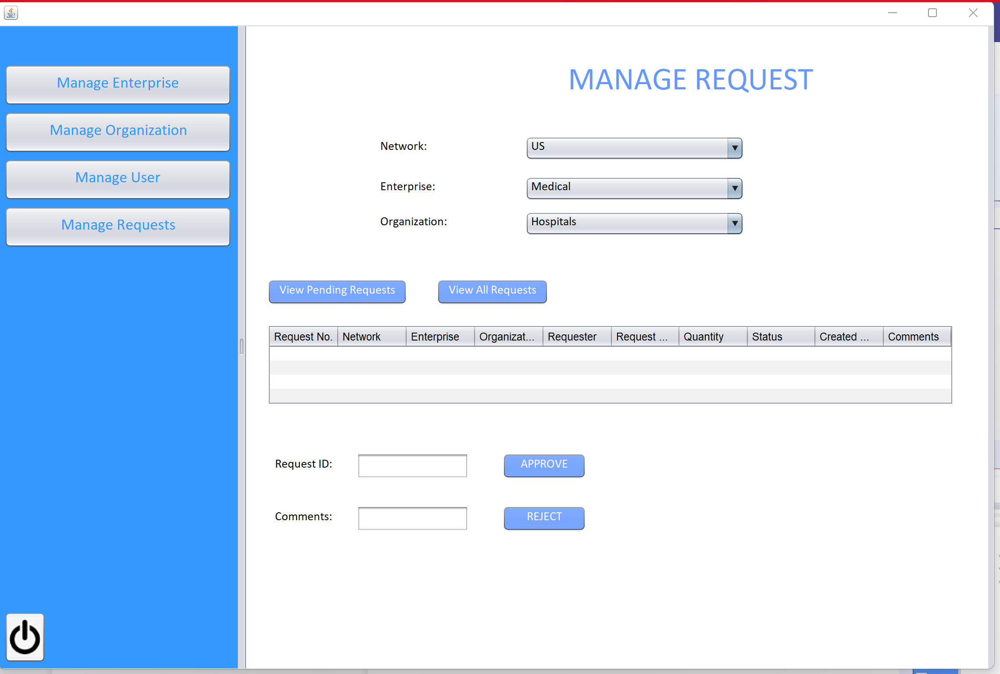 Manage Enterprise
Manage Organization
Manage User
Manage Requests
MANAGE REQUEST
Network: US
Enterprise: Medical
Organization: Hospitals
View Pending Requests View All Requests
Request No. Network Enterprise Organizat... Requester Request ... Quantity Status Created ... Comments
Request ID: APPROVE
Comments: REJECT